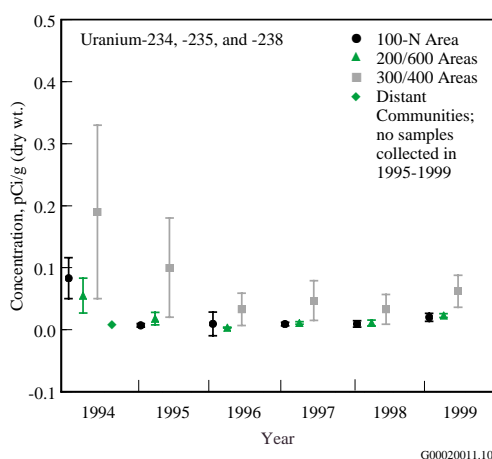 Uranium-234, -235, and -238
100-N Area
200/600 Areas
300/400 Areas
Distant
Communities;
no samples
collected in
1995-1999
Concentration, pCi/g (dry wt.)
0.5
0.4
0.3
0.2
0.1
0.0
-0.1
1994 1995 1996 1997 1998 1999
Year
G00020011.10